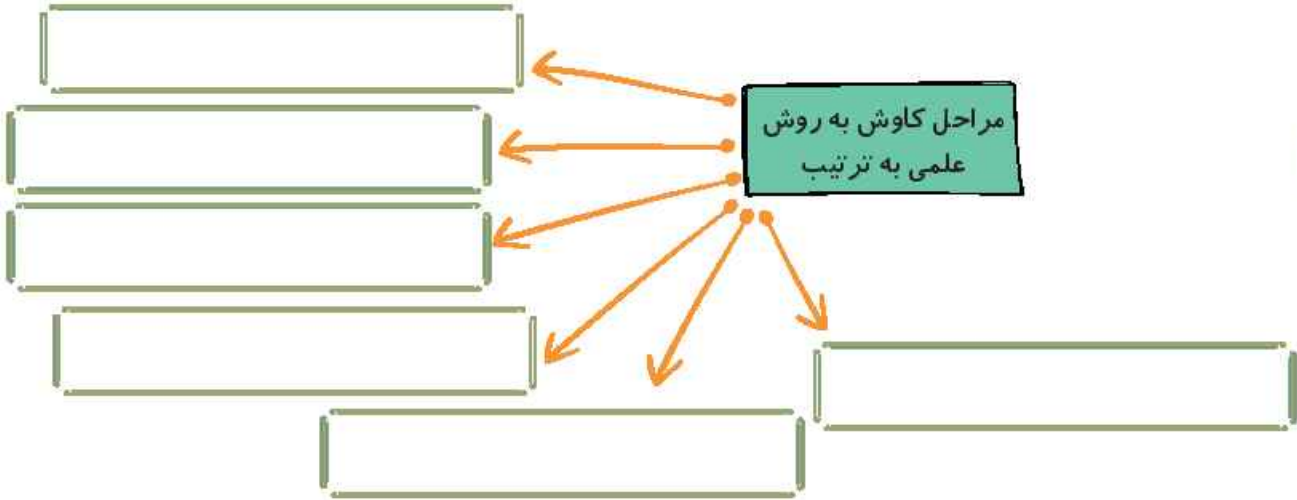 مراحل کاوش به روش
علمی به ترتیب